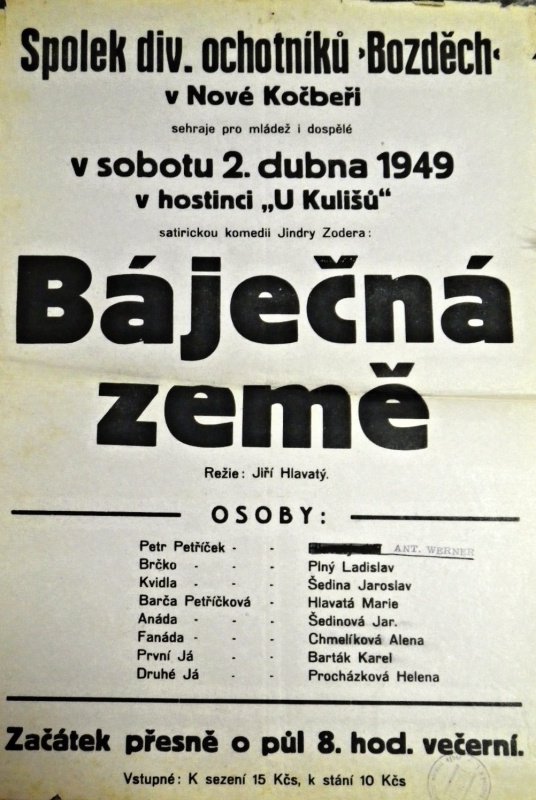 Spolek div. ochotníků ›Bozděch‹
v Nové Kočbeři
sehraje pro mládež i dospělé
v sobotu 2. dubna 1949
v hostinci „U Kulišů"
satirickou komedii Jindry Zodera:
Báječná
země
Režie: Jiří Hlavatý.
OSOBY:
Petr Petříček - - ANT. WERNER
Brčko - - - Plný Ladislav
Kvidla - - - Šedina Jaroslav
Barča Petříčková - Hlavatá Marie
Anáda - - - Šedinová Jar.
Fanáda - - - Chmelíková Alena
První Já - - Barták Karel
Druhé Já - - Procházková Helena
Začátek přesně o půl 8. hod. večerní.
Vstupné: K sezení 15 Kčs, k stání 10 Kčs